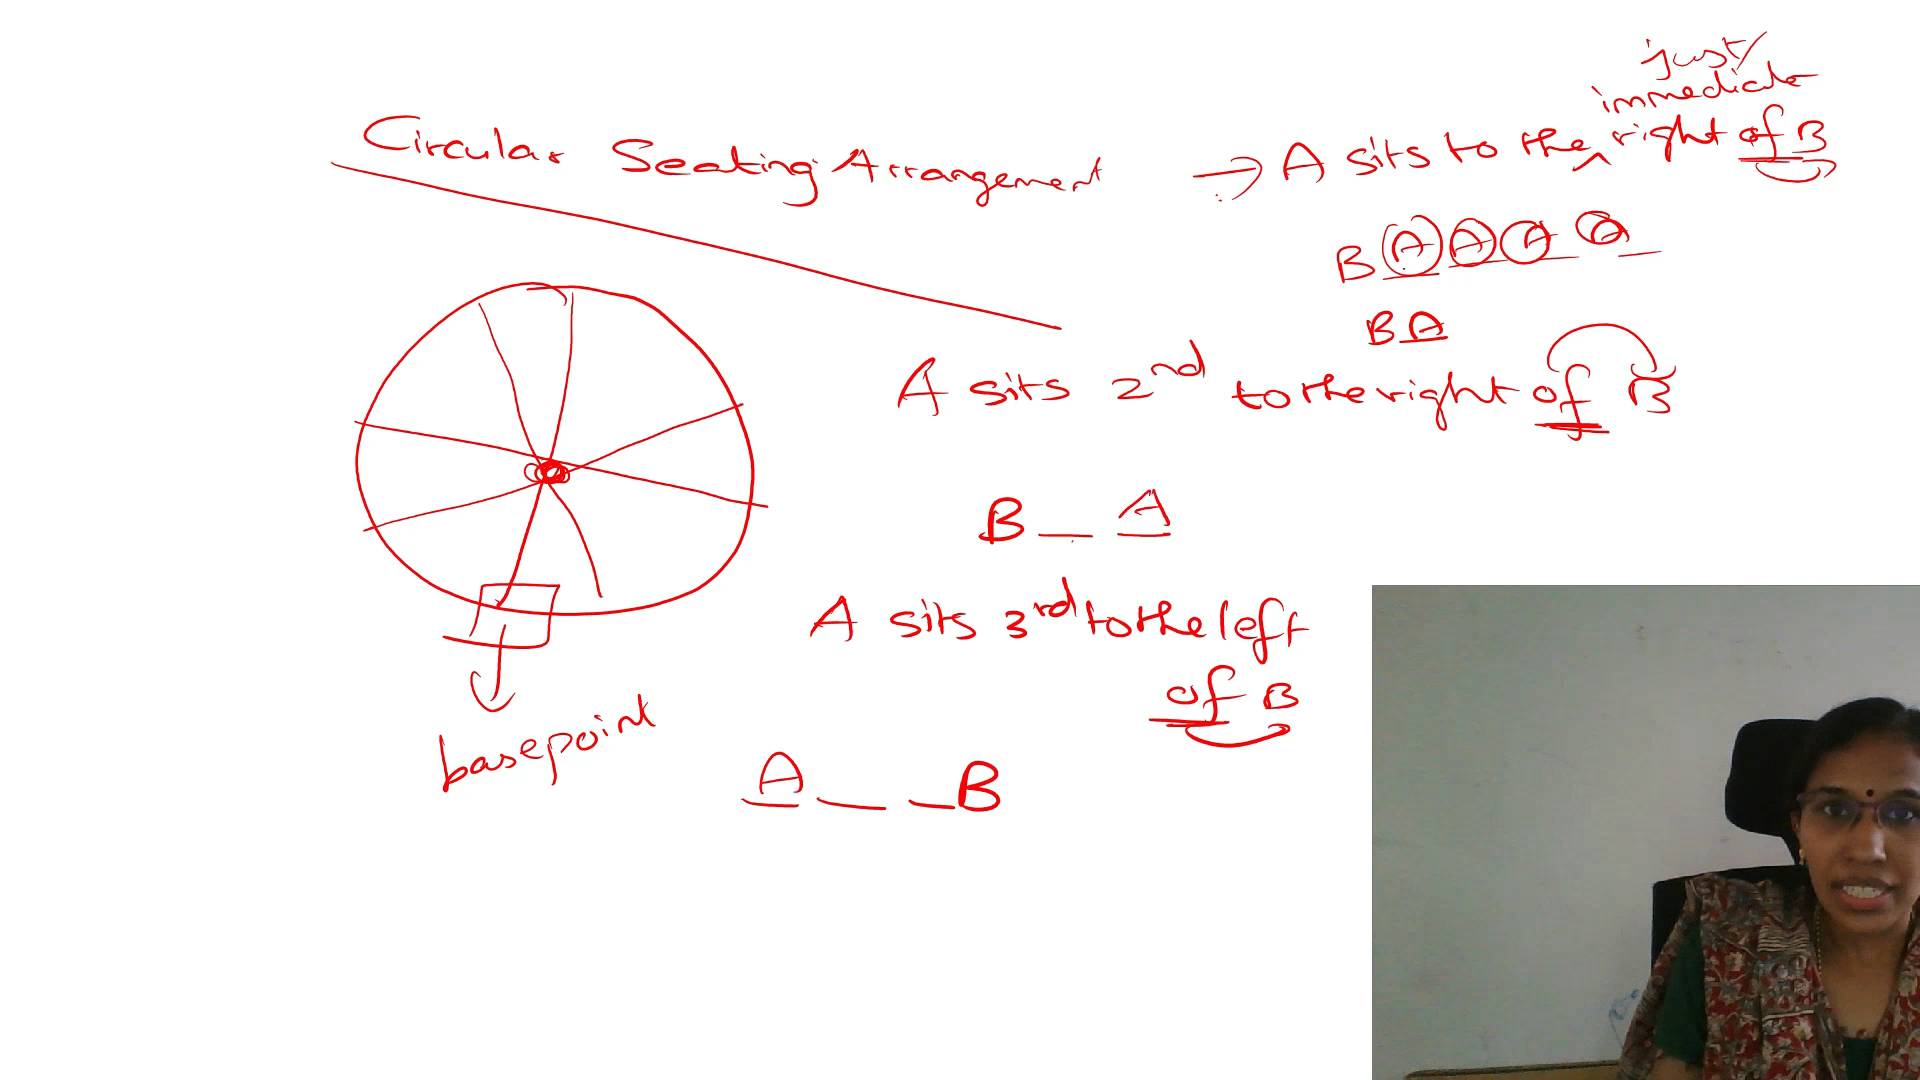 Circular Seating Arrangement
→ A sits to the right of B
just/
immediate
B A A A A
B A
A sits 2nd to the right of B
B _ A
A sits 3rd to the left
of B
A _ _ B
basepoint